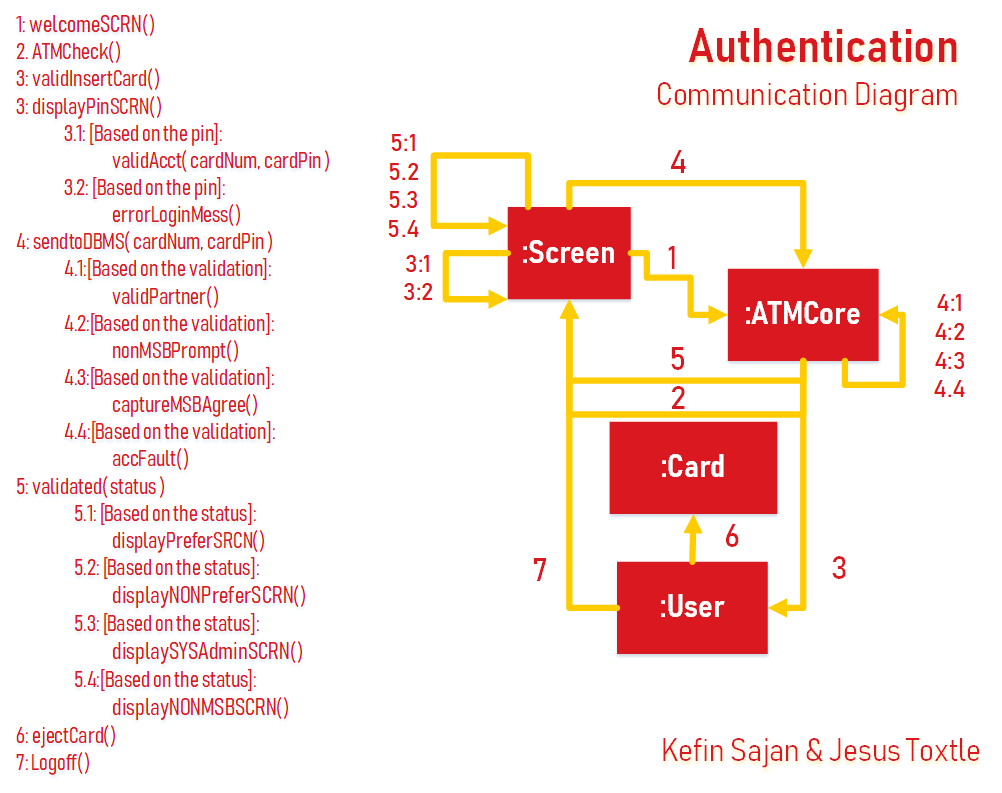 1: welcomeSCRN()
2. ATMCheck()
3: validInsertCard()
3: displayPinSCRN()
3.1: [Based on the pin]:
validAcct( cardNum, cardPin )
3.2: [Based on the pin]:
errorLoginMess()
4: sendtoDBMS( cardNum, cardPin )
4.1:[Based on the validation]:
validPartner()
4.2:[Based on the validation]:
nonMSBPrompt()
4.3:[Based on the validation]:
captureMSBAgree()
4.4:[Based on the validation]:
accFault()
5: validated( status )
5.1: [Based on the status]:
displayPreferSRCN()
5.2: [Based on the status]:
displayNONPreferSCRN()
5.3: [Based on the status]:
displaySYSAdminSCRN()
5.4:[Based on the status]:
displayNONMSBSCRN()
6: ejectCard()
7: Logoff()
Authentication
Communication Diagram
5:1
5.2
5.3
5.4
4
:Screen
3:1
3:2
1
:ATMCore
4:1
4:2
4:3
4.4
5
2
:Card
6
7
3
:User
Kefin Sajan & Jesus Toxtle